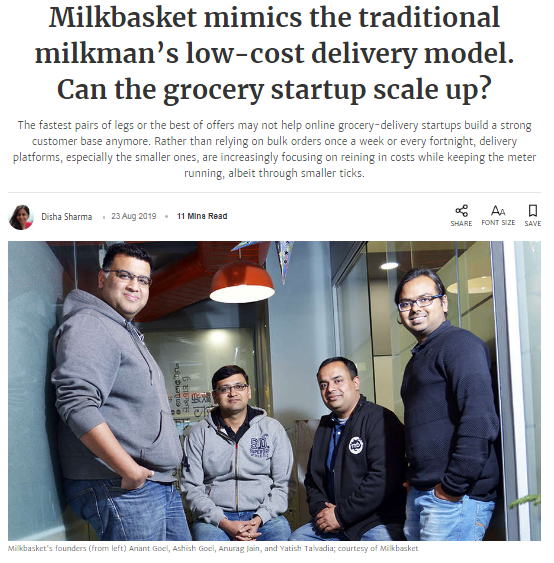 Milkbasket mimics the traditional
milkman's low-cost delivery model.
Can the grocery startup scale up?
The fastest pairs of legs or the best of offers may not help online grocery-delivery startups build a strong
customer base anymore. Rather than relying on bulk orders once a week or every fortnight, delivery
platforms, especially the smaller ones, are increasingly focusing on reining in costs while keeping the meter
running, albeit through smaller ticks.
Disha Sharma • 23 Aug 2019 • 11 Mins Read
SHARE
AA
FONT SIZE
SAVE
Milkbasket's founders (from left) Anant Goel, Ashish Goel, Anurag Jain, and Yatish Talvadia; courtesy of Milkbasket